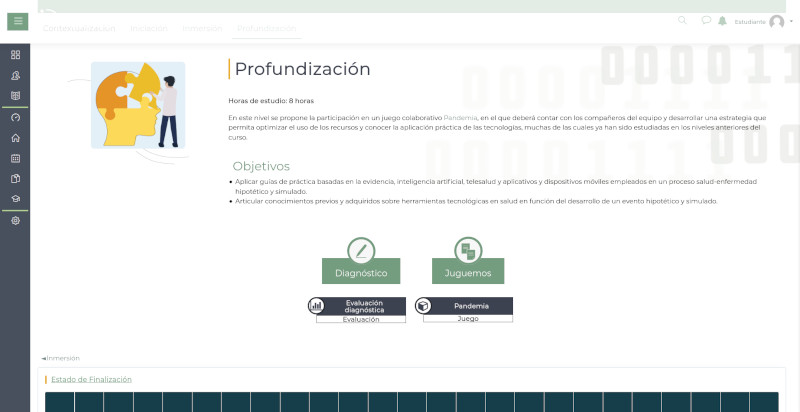 Iniciación Inmersión Profundización
Estudiante
Profundización
Horas de estudio: 8 horas
En este nivel se propone la participación en un juego colaborativo Pandemia, en el que deberá contar con los compañeros del equipo y desarrollar una estrategia que
permita optimizar el uso de los recursos y conocer la aplicación práctica de las tecnologías, muchas de las cuales ya han sido estudiadas en los niveles anteriores del
curso.
Objetivos
• Aplicar guías de práctica basadas en la evidencia, inteligencia artificial, telesalud y aplicativos y dispositivos móviles empleados en un proceso salud-enfermedad
hipotético y simulado.
• Articular conocimientos previos y adquiridos sobre herramientas tecnológicas en salud en función del desarrollo de un evento hipotético y simulado.
Diagnóstico Juguemos
Evaluación
diagnóstica
Evaluación
Pandemia
Juego
◄Inmersión
Estado de Finalización